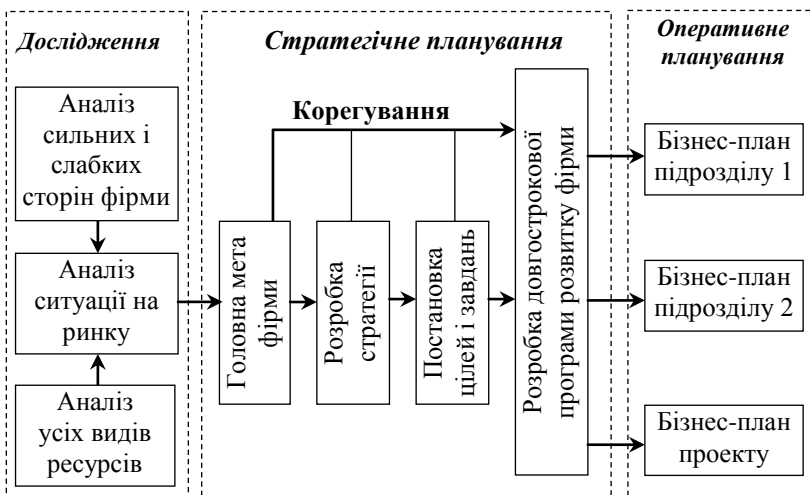 Дослідження
Аналіз
сильних і
слабких
сторін фірми
Аналіз
ситуації на
ринку
Аналіз
усіх видів
ресурсів
Стратегічне планування
Корегування
Головна мета
фірми
Розробка
стратегії
Постановка
цілей і завдань
Розробка довгострокової
програми розвитку фірми
Оперативне
планування
Бізнес-план
підрозділу 1
Бізнес-план
підрозділу 2
Бізнес-план
проекту